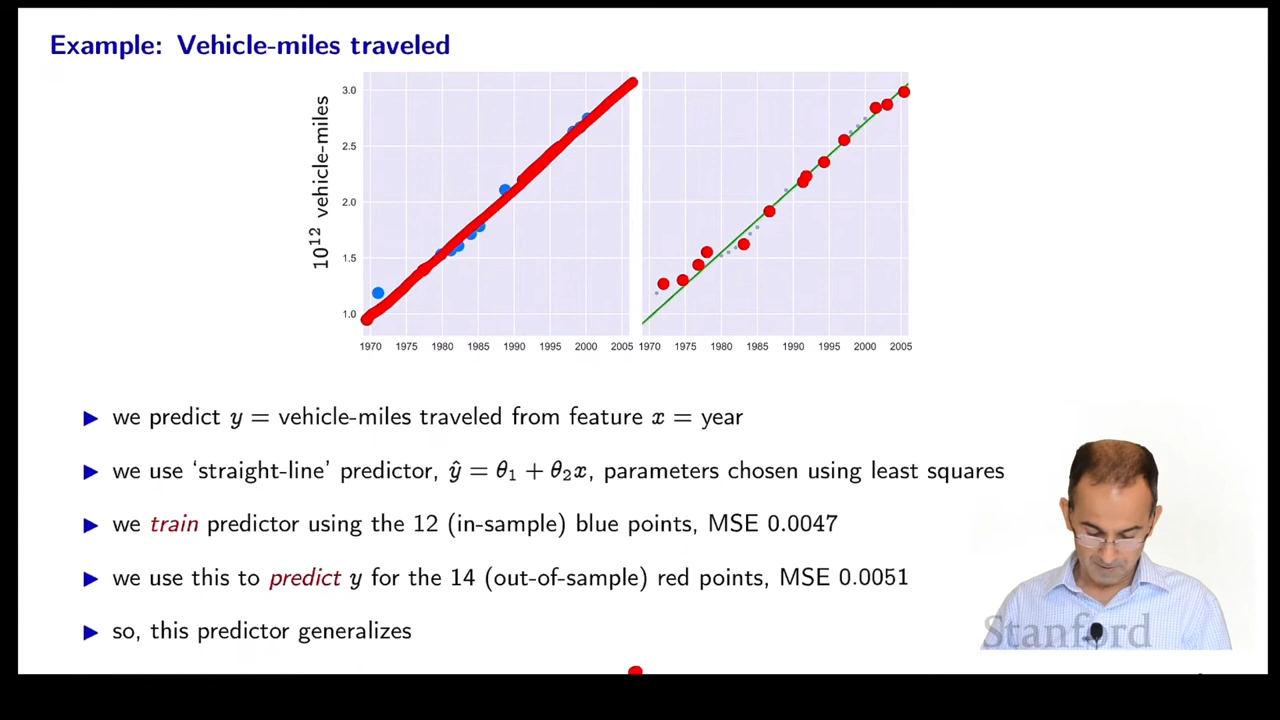 Example: Vehicle-miles traveled
10¹² vehicle-miles
3.0
2.5
2.0
1.5
1.0
1970 1975 1980 1985 1990 1995 2000 2005 1970 1975 1980 1985 1990 1995 2000 2005
▶ we predict y = vehicle-miles traveled from feature x = year
▶ we use ‘straight-line’ predictor, ŷ = θ₁ + θ₂x, parameters chosen using least squares
▶ we train predictor using the 12 (in-sample) blue points, MSE 0.0047
▶ we use this to predict y for the 14 (out-of-sample) red points, MSE 0.0051
▶ so, this predictor generalizes
Stanford